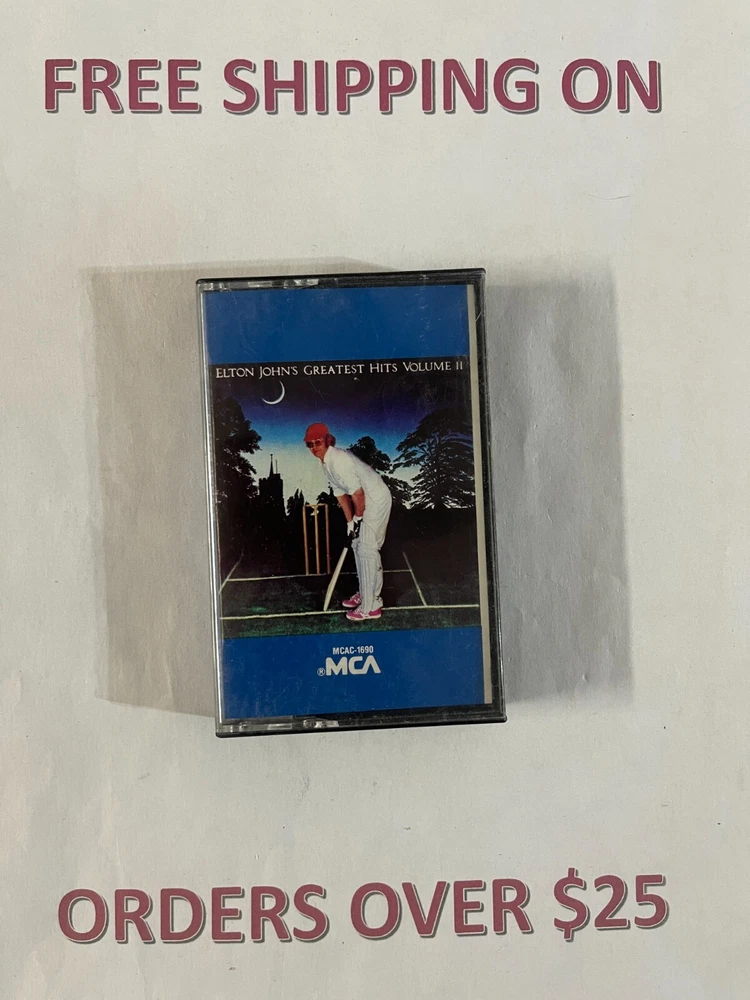 FREE SHIPPING ON
ELTON JOHN'S GREATEST HITS VOLUME II
MCAC-1690
®MCA
ORDERS OVER $25